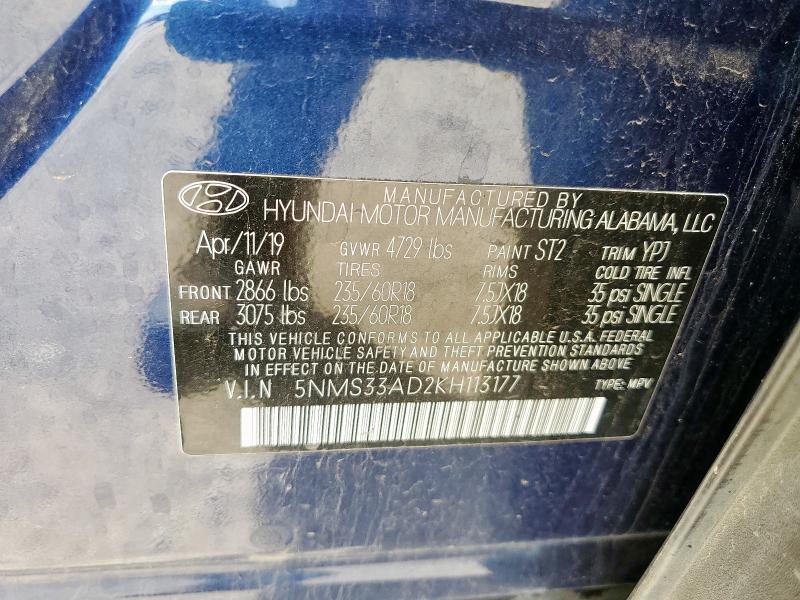 MANUFACTURED BY
HYUNDAI MOTOR MANUFACTURING ALABAMA, LLC
Apr/11/19 GVWR 4729 lbs PAINT ST2 TRIM YPJ
GAWR TIRES RIMS COLD TIRE INFL
FRONT 2866 lbs 235/60R18 7.5JX18 35 psi SINGLE
REAR 3075 lbs 235/60R18 7.5JX18 35 psi SINGLE
THIS VEHICLE CONFORMS TO ALL APPLICABLE U.S.A. FEDERAL
MOTOR VEHICLE SAFETY AND THEFT PREVENTION STANDARDS
IN EFFECT ON THE DATE OF MANUFACTURE SHOWN ABOVE
V.I.N 5NMS33AD2KH113177 TYPE: MPV